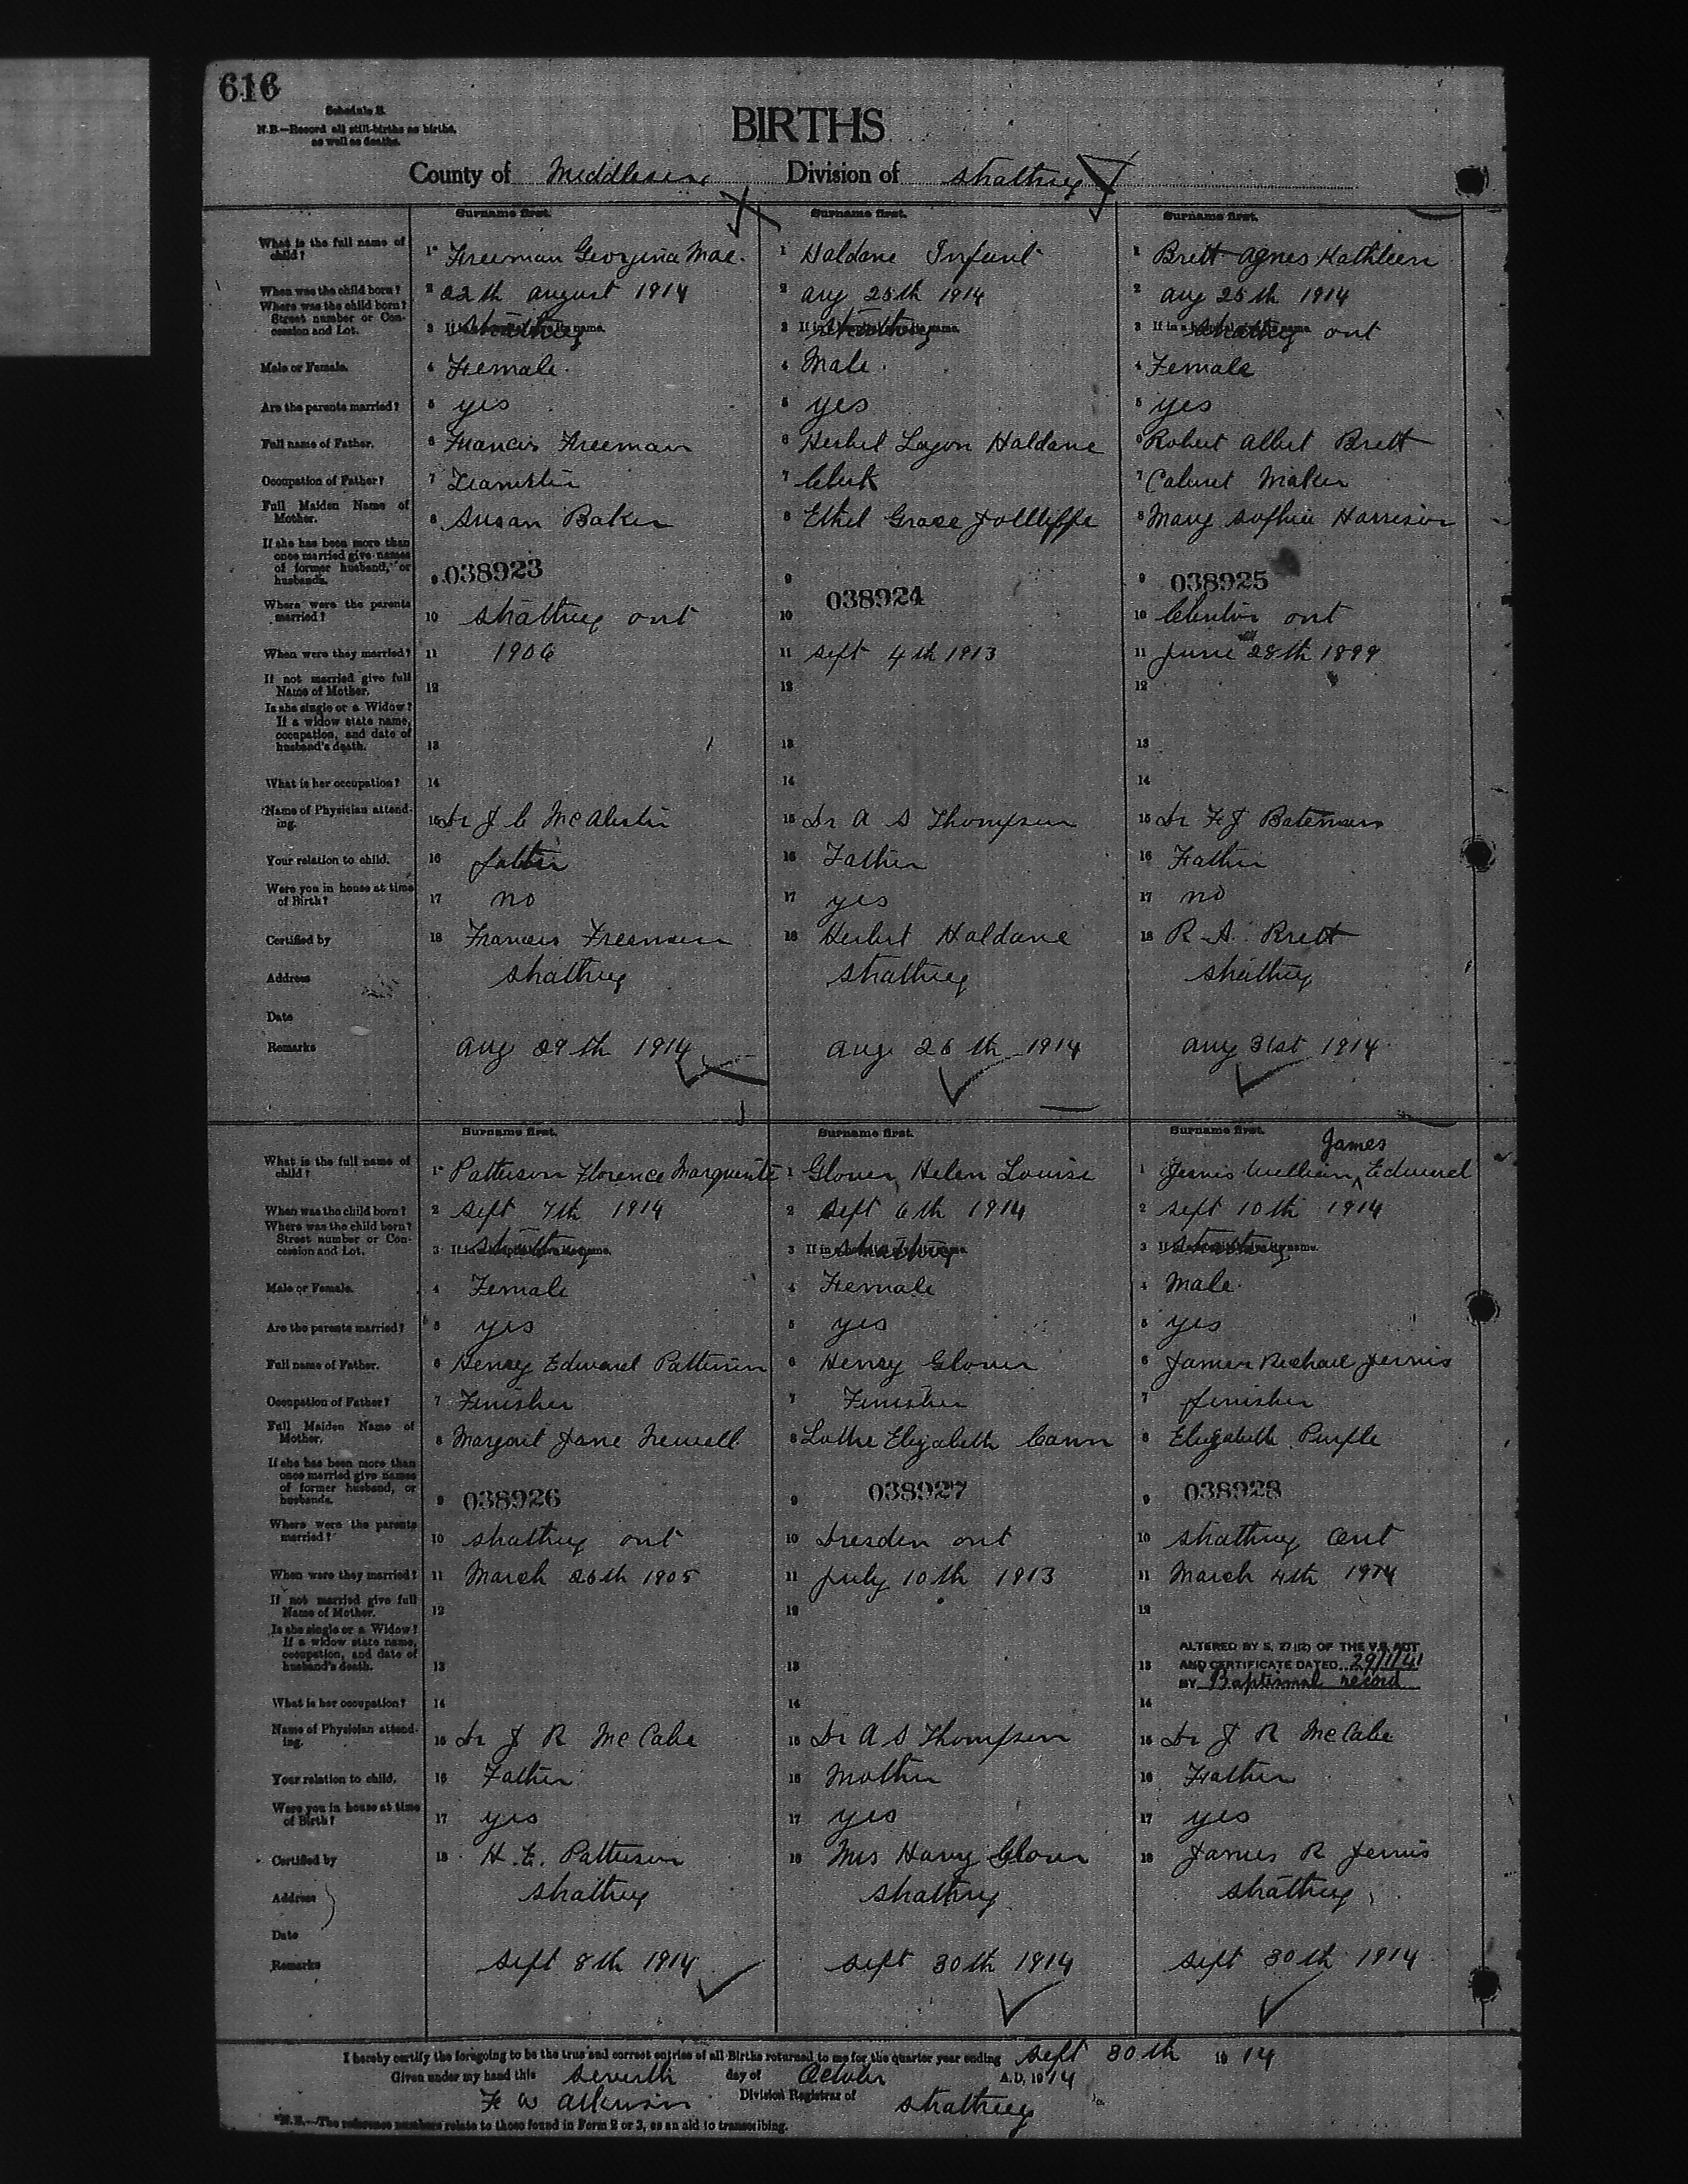 616
Schedule B.
N.B.—Record all still-births as births, as well as deaths.
BIRTHS
County of Middlesex Division of Strathroy
Surname first.
What is the full name of child? 1* Freeman Georgina Mae.
When was the child born? 2 22th august 1914
Where was the child born? Street number or Concession and Lot. 3 If in a hospital give its name. Strathroy
Male or Female. 4 Female.
Are the parents married? 5 yes
Full name of Father. 6 Francis Freeman
Occupation of Father? 7 Teamster
Full Maiden Name of Mother. 8 Susan Baker
If she has been more than once married give names of former husband, or husbands. 9 038923
Where were the parents married? 10 Strathroy ont
When were they married? 11 1906
If not married give full Name of Mother. 12
Is she single or a Widow? If a widow state name, occupation, and date of husband's death. 13
What is her occupation? 14
Name of Physician attending. 15 Dr J C McAlister
Your relation to child. 16 father
Were you in house at time of Birth? 17 no
Certified by 18 Francis Freeman
Address Strathroy
Date
Remarks aug 29th 1914
Surname first.
1 Haldane Infant
2 aug 25th 1914
3 If in a hospital give its name. Strathroy
4 Male.
5 yes
6 Herbert Haldane
7 Clerk
8 Ethel Grace Jolliffe
9
038924
10
11 sept 4th 1913
12
13
14
15 Dr A S Thompson
16 Father
17 yes
18 Herbert Haldane
Strathroy
aug 26th 1914
Surname first.
1 Brett agnes Kathleen
2 aug 25th 1914
3 If in a hospital give its name. Strathroy ont
4 Female
5 yes
6 Robert albert Brett
7 Cabinet Maker
8 Mary Sophia Harrison
9 038925
10 Clinton ont
11 June 28th 1899
12
13
14
15 Dr F J Bateman
16 Father
17 no
18 R. A. Brett
Strathroy
aug 31st 1914
Surname first.
What is the full name of child? 1* Patterson Florence Marguerite
When was the child born? 2 Sept 7th 1914
Where was the child born? Street number or Concession and Lot. 3 If in a hospital give its name. Strathroy
Male or Female. 4 Female
Are the parents married? 5 yes
Full name of Father. 6 Henry Edward Patterson
Occupation of Father? 7 Finisher
Full Maiden Name of Mother. 8 Margaret Jane Newell
If she has been more than once married give names of former husband, or husbands. 9 038926
Where were the parents married? 10 Strathroy ont
When were they married? 11 March 26th 1905
If not married give full Name of Mother. 12
Is she single or a Widow? If a widow state name, occupation, and date of husband's death. 13
What is her occupation? 14
Name of Physician attending. 15 Dr J R McCabe
Your relation to child. 16 Father
Were you in house at time of Birth? 17 yes
Certified by 18 H. E. Patterson
Address Strathroy
Date
Remarks Sept 8th 1914
Surname first.
1 Glover, Helen Louise
2 Sept 6th 1914
3 If in a hospital give its name. Strathroy
4 Female
5 yes
6 Henry Glover
7 Finisher
8 Elizabeth Cann
9 038927
10 Dresden ont
11 July 10th 1913
12
13
14
15 Dr A S Thompson
16 Mother
17 yes
18 Mrs Harry Glover
Strathroy
Sept 30th 1914
Surname first.
James
1 Jervis William ‸ Edward
2 Sept 10th 1914
3 If in a hospital give its name. Strathroy
4 Male.
5 yes
6 James Richard Jervis
7 finisher
8 Elizabeth Purple
9 038928
10 Strathroy Ont
11 March 4th 1914
12
13 ALTERED BY S. 27 (2) OF THE V.S. ACT
AND CERTIFICATE DATED 29/1/41
BY Baptismal record
14
15 Dr J R McCabe
16 Father
17 yes
18 James R Jervis
Strathroy
Sept 30th 1914
I hereby certify the foregoing to be the true and correct entries of all Births returned to me for the quarter year ending Sept 30th 1914
Given under my hand this seventh day of October A.D. 1914
F W Atkinson Division Registrar of Strathroy
*N.B.—The reference numbers relate to those found in Form 2 or 3, as an aid to transcribing.